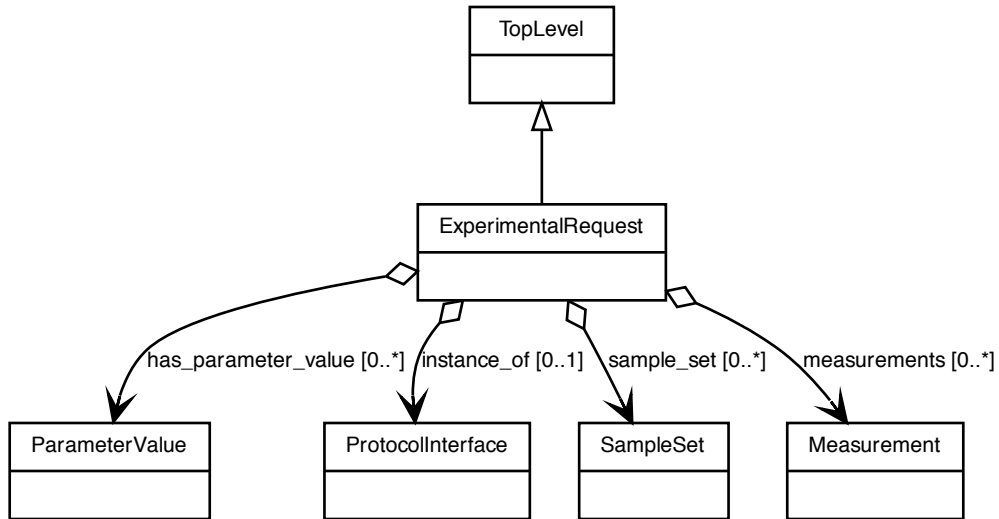 TopLevel
ExperimentalRequest
has_parameter_value [0..*]
instance_of [0..1]
sample_set [0..*]
measurements [0..*]
ParameterValue
ProtocolInterface
SampleSet
Measurement